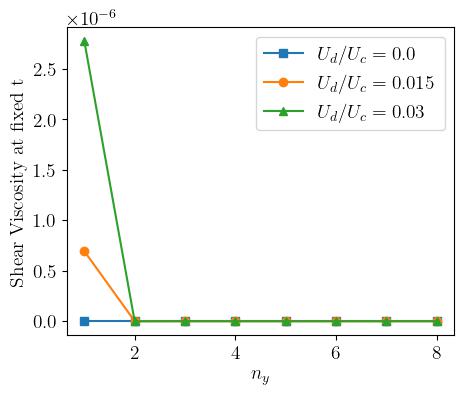 ×10⁻⁶
Shear Viscosity at fixed t
2.5
2.0
1.5
1.0
0.5
0.0
U_d/U_c = 0.0
U_d/U_c = 0.015
U_d/U_c = 0.03
2 4 6 8
n_y